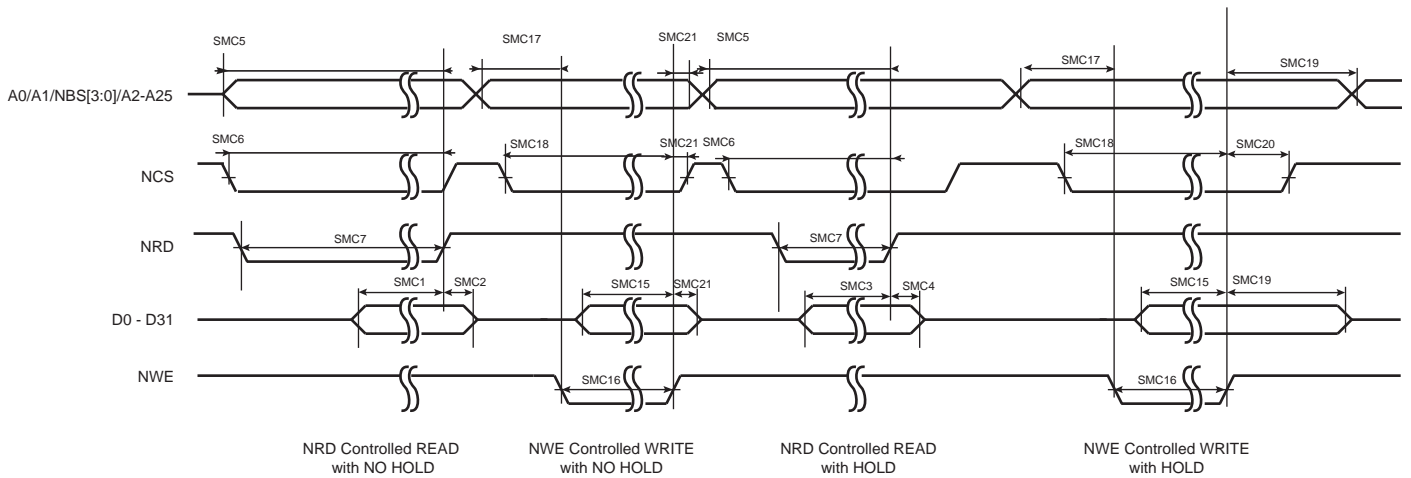 SMC5
SMC17
SMC21
SMC5
SMC17
SMC19
A0/A1/NBS[3:0]/A2-A25
SMC6
SMC18
SMC21
SMC6
SMC18
SMC20
NCS
SMC7
SMC7
NRD
SMC1
SMC2
SMC15
SMC21
SMC3
SMC4
SMC15
SMC19
D0 - D31
NWE
SMC16
SMC16
NRD Controlled READ
with NO HOLD
NWE Controlled WRITE
with NO HOLD
NRD Controlled READ
with HOLD
NWE Controlled WRITE
with HOLD